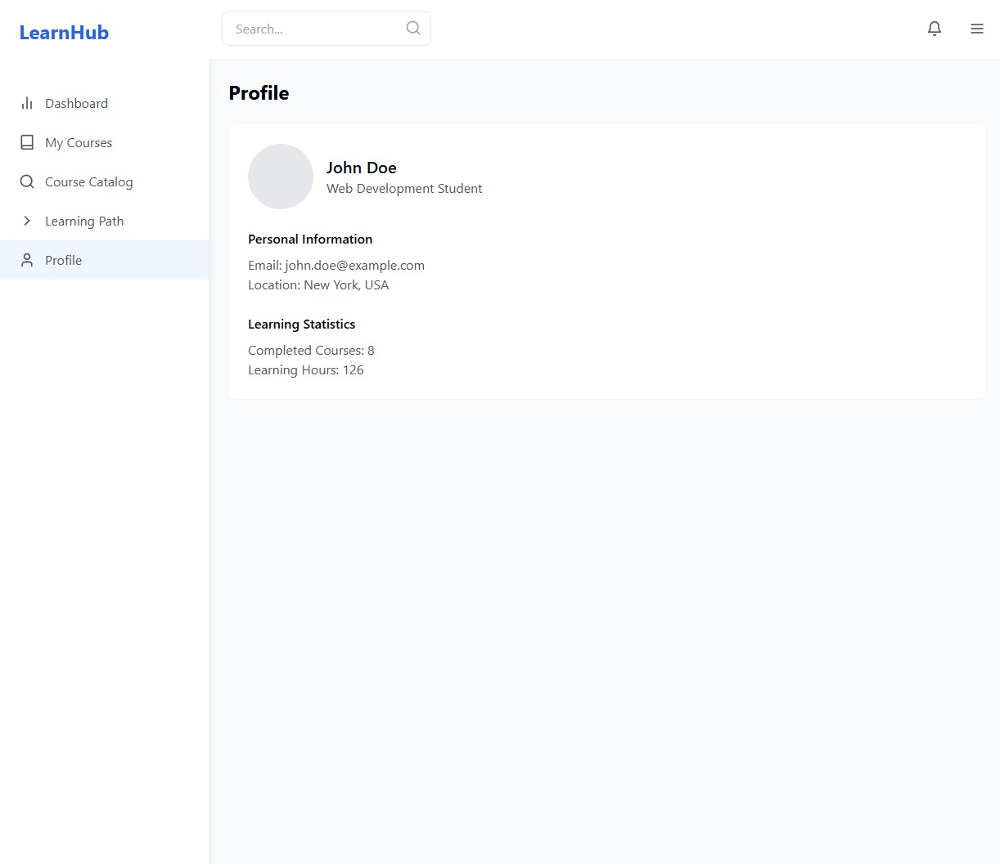 LearnHub
Search...
Dashboard
My Courses
Course Catalog
Learning Path
Profile
Profile
John Doe
Web Development Student
Personal Information
Email: john.doe@example.com
Location: New York, USA
Learning Statistics
Completed Courses: 8
Learning Hours: 126